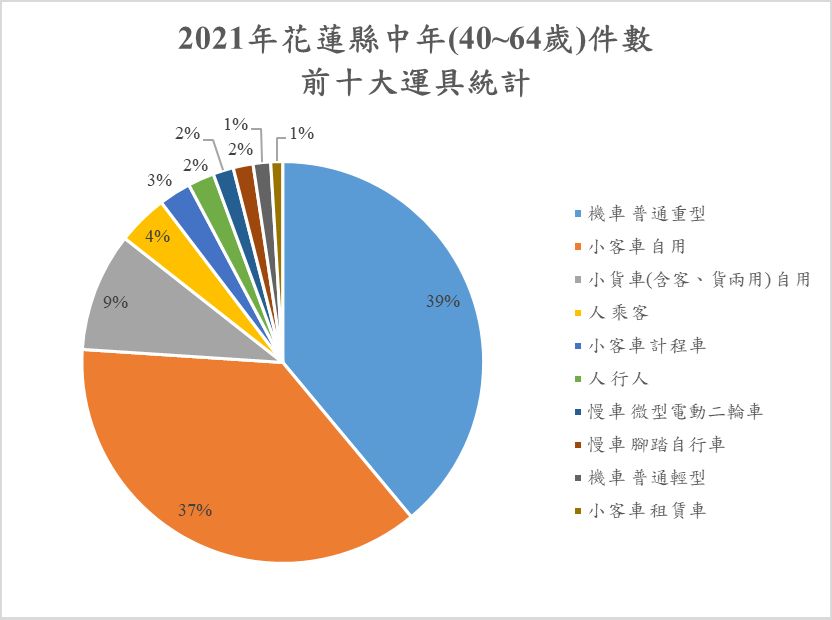 2021年花蓮縣中年(40~64歲)件數
前十大運具統計
1%
1%
2%
2%
2%
3%
4%
9%
37%
39%
機車 普通重型
小客車 自用
小貨車(含客、貨兩用) 自用
人 乘客
小客車 計程車
人 行人
慢車 微型電動二輪車
慢車 腳踏自行車
機車 普通輕型
小客車 租賃車